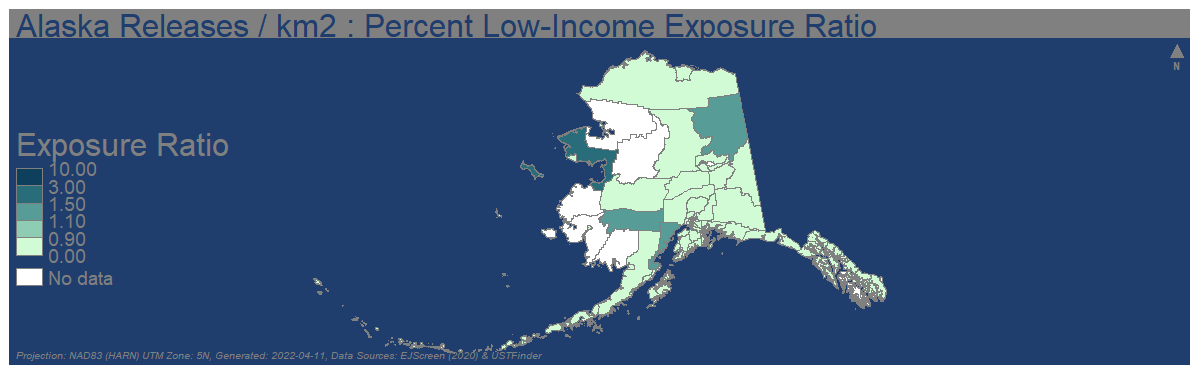 Alaska Releases / km2 : Percent Low-Income Exposure Ratio
N
Exposure Ratio
10.00
3.00
1.50
1.10
0.90
0.00
No data
Projection: NAD83 (HARN) UTM Zone: 5N, Generated: 2022-04-11, Data Sources: EJScreen (2020) & USTFinder